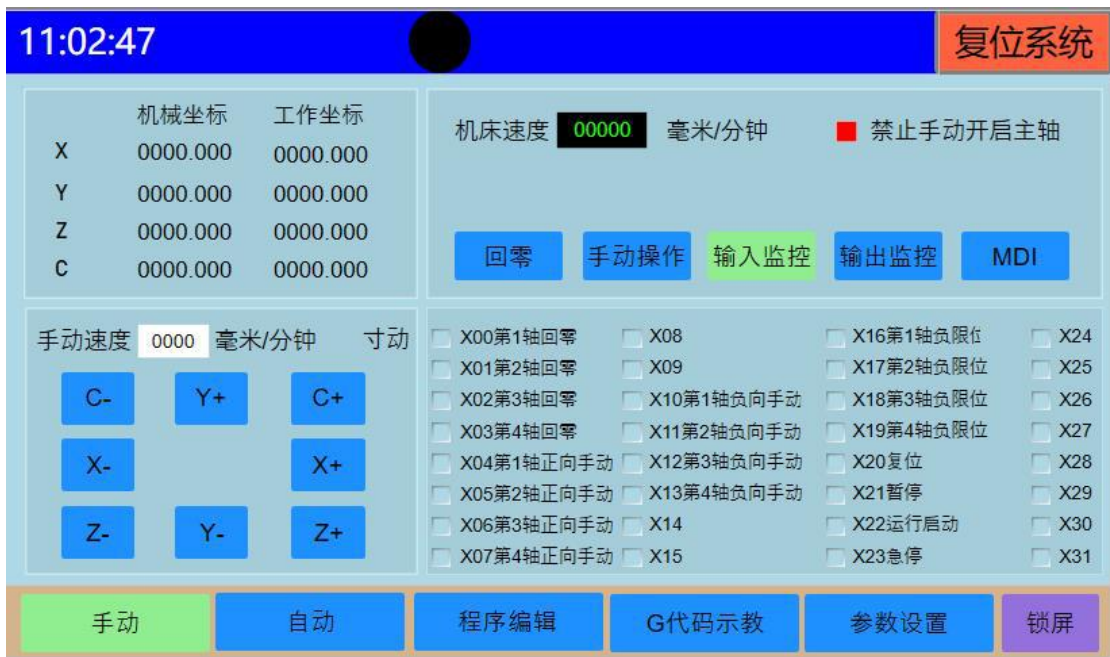 11:02:47 复位系统
机械坐标 工作坐标
X 0000.000 0000.000
Y 0000.000 0000.000
Z 0000.000 0000.000
C 0000.000 0000.000
机床速度 00000 毫米/分钟 禁止手动开启主轴
回零 手动操作 输入监控 输出监控 MDI
手动速度 0000 毫米/分钟 寸动
C- Y+ C+
X- X+
Z- Y- Z+
X00第1轴回零 X08 X16第1轴负限位 X24
X01第2轴回零 X09 X17第2轴负限位 X25
X02第3轴回零 X10第1轴负向手动 X18第3轴负限位 X26
X03第4轴回零 X11第2轴负向手动 X19第4轴负限位 X27
X04第1轴正向手动 X12第3轴负向手动 X20复位 X28
X05第2轴正向手动 X13第4轴负向手动 X21暂停 X29
X06第3轴正向手动 X14 X22运行启动 X30
X07第4轴正向手动 X15 X23急停 X31
手动 自动 程序编辑 G代码示教 参数设置 锁屏